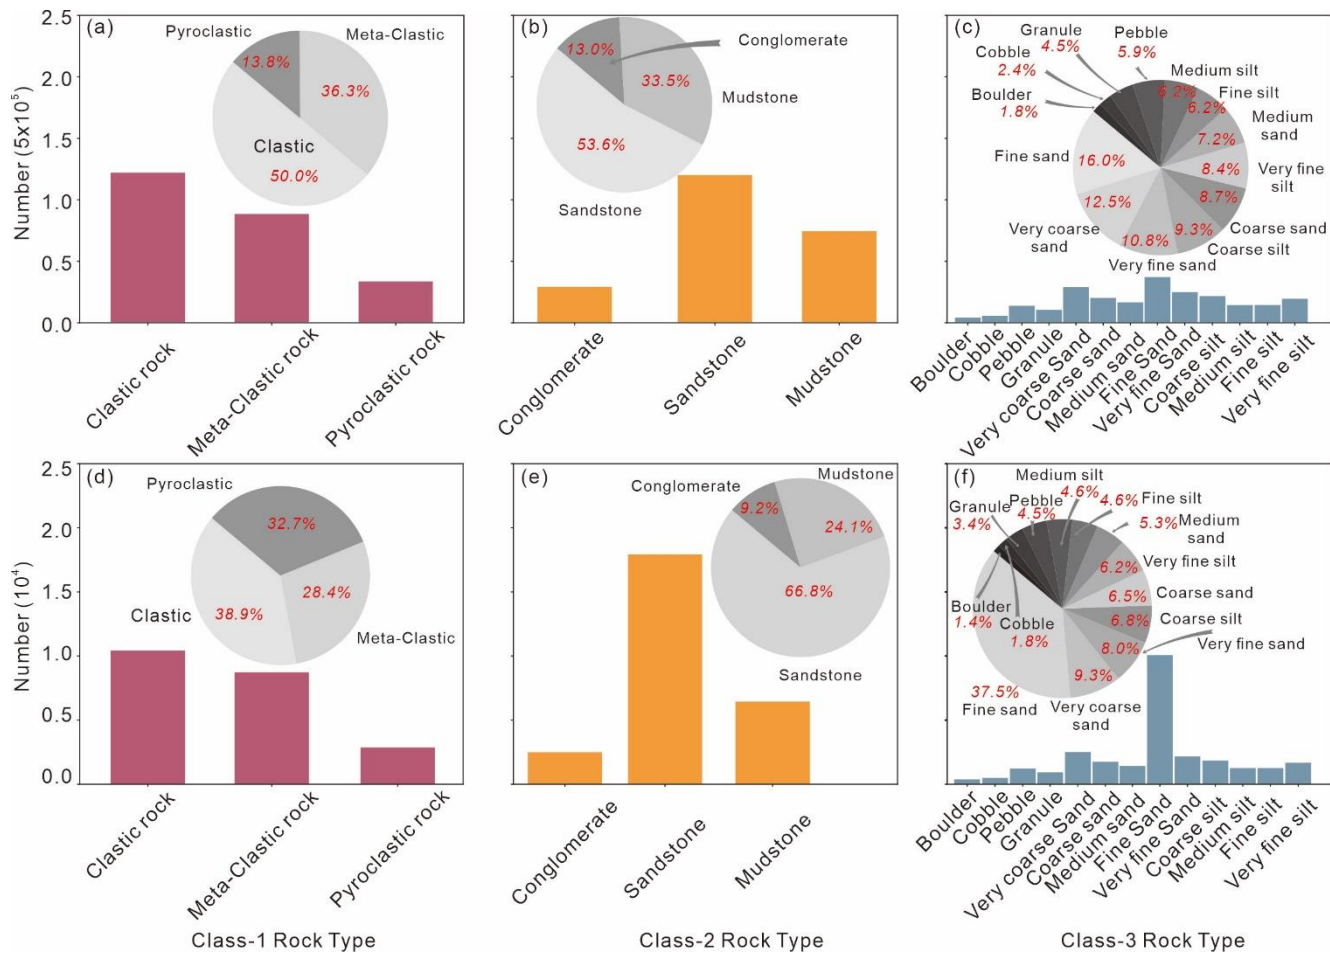 (a)
Number (5x10⁵)
2.5
2.0
1.5
1.0
0.5
0.0
Pyroclastic
Meta-Clastic
13.8%
36.3%
Clastic
50.0%
Clastic rock
Meta-Clastic rock
Pyroclastic rock
(b)
13.0%
Conglomerate
33.5%
Mudstone
53.6%
Sandstone
Conglomerate
Sandstone
Mudstone
(c)
Granule
4.5%
Pebble
5.9%
Cobble
2.4%
Medium silt
6.2%
Boulder
1.8%
Fine silt
6.2%
Medium
sand
7.2%
Fine sand
16.0%
8.4%
Very fine
silt
12.5%
8.7%
Very coarse
sand
Coarse sand
10.8%
9.3%
Coarse silt
Very fine sand
Boulder
Cobble
Pebble
Granule
Very coarse Sand
Coarse sand
Medium sand
Fine Sand
Very fine Sand
Coarse silt
Medium silt
Fine silt
Very fine silt
(d)
Number (10⁴)
2.5
2.0
1.5
1.0
0.5
0.0
Pyroclastic
32.7%
28.4%
Clastic
38.9%
Meta-Clastic
Clastic rock
Meta-Clastic rock
Pyroclastic rock
Class-1 Rock Type
(e)
Mudstone
Conglomerate
9.2%
24.1%
66.8%
Sandstone
Conglomerate
Sandstone
Mudstone
Class-2 Rock Type
(f)
Medium silt
4.6%
Granule
3.4%
Pebble
4.5%
4.6%
Fine silt
5.3%
Medium
sand
Very fine silt
6.2%
6.5%
Coarse sand
Boulder
1.4%
Cobble
1.8%
6.8%
Coarse silt
8.0%
Very fine sand
9.3%
37.5%
Fine sand
Very coarse
sand
Boulder
Cobble
Pebble
Granule
Very coarse Sand
Coarse sand
Medium sand
Fine Sand
Very fine Sand
Coarse silt
Medium silt
Fine silt
Very fine silt
Class-3 Rock Type